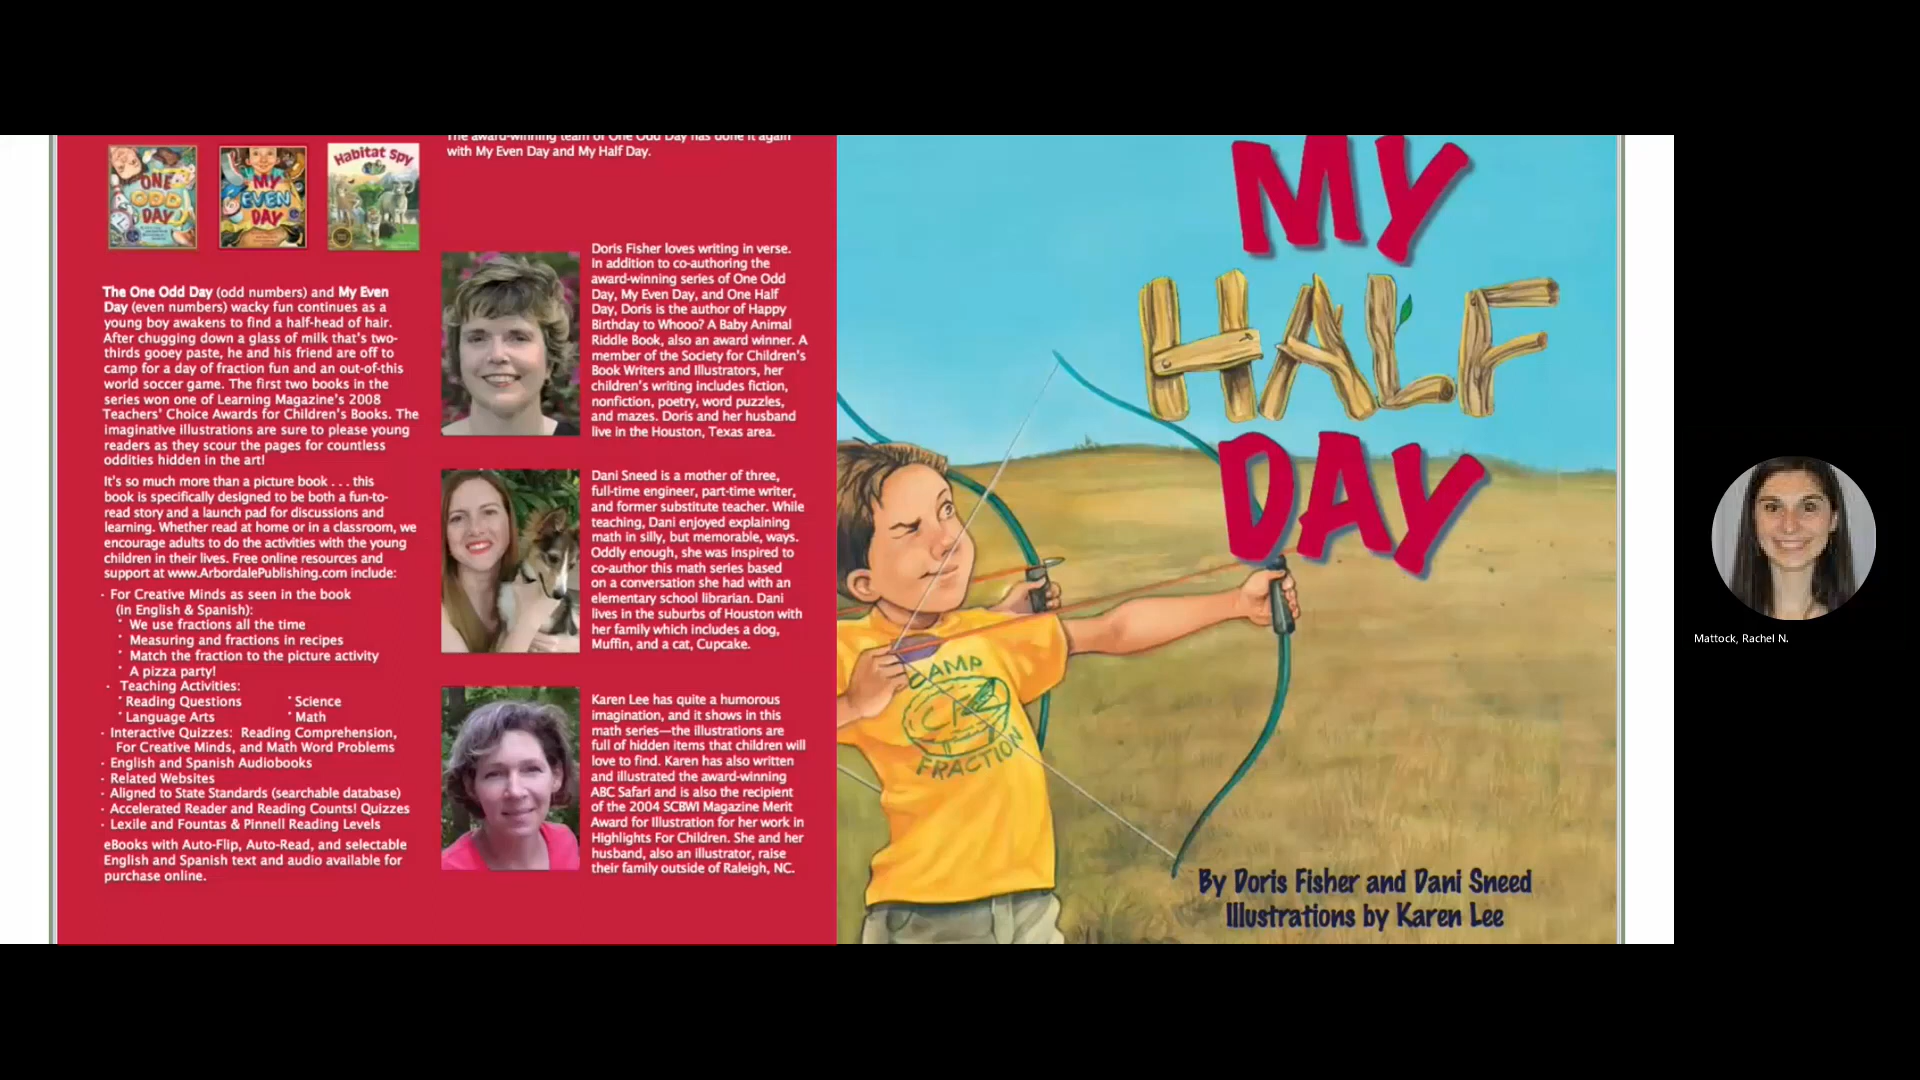 The award-winning team of One Odd Day has done it again
with My Even Day and My Half Day.
ONE
ODD
DAY
MY
EVEN
DAY
Habitat Spy
The One Odd Day (odd numbers) and My Even
Day (even numbers) wacky fun continues as a
young boy awakens to find a half-head of hair.
After chugging down a glass of milk that's two-
thirds gooey paste, he and his friend are off to
camp for a day of fraction fun and an out-of-this
world soccer game. The first two books in the
series won one of Learning Magazine's 2008
Teachers' Choice Awards for Children's Books. The
imaginative illustrations are sure to please young
readers as they scour the pages for countless
oddities hidden in the art!
It's so much more than a picture book . . . this
book is specifically designed to be both a fun-to-
read story and a launch pad for discussions and
learning. Whether read at home or in a classroom, we
encourage adults to do the activities with the young
children in their lives. Free online resources and
support at www.ArbordalePublishing.com include:
· For Creative Minds as seen in the book
(in English & Spanish):
· We use fractions all the time
· Measuring and fractions in recipes
· Match the fraction to the picture activity
· A pizza party!
· Teaching Activities:
· Reading Questions · Science
· Language Arts · Math
· Interactive Quizzes: Reading Comprehension,
For Creative Minds, and Math Word Problems
· English and Spanish Audiobooks
· Related Websites
· Aligned to State Standards (searchable database)
· Accelerated Reader and Reading Counts! Quizzes
· Lexile and Fountas & Pinnell Reading Levels
eBooks with Auto-Flip, Auto-Read, and selectable
English and Spanish text and audio available for
purchase online.
Doris Fisher loves writing in verse.
In addition to co-authoring the
award-winning series of One Odd
Day, My Even Day, and One Half
Day, Doris is the author of Happy
Birthday to Whooo? A Baby Animal
Riddle Book, also an award winner. A
member of the Society for Children's
Book Writers and Illustrators, her
children's writing includes fiction,
nonfiction, poetry, word puzzles,
and mazes. Doris and her husband
live in the Houston, Texas area.
Dani Sneed is a mother of three,
full-time engineer, part-time writer,
and former substitute teacher. While
teaching, Dani enjoyed explaining
math in silly, but memorable, ways.
Oddly enough, she was inspired to
co-author this math series based
on a conversation she had with an
elementary school librarian. Dani
lives in the suburbs of Houston with
her family which includes a dog,
Muffin, and a cat, Cupcake.
Karen Lee has quite a humorous
imagination, and it shows in this
math series—the illustrations are
full of hidden items that children will
love to find. Karen has also written
and illustrated the award-winning
ABC Safari and is also the recipient
of the 2004 SCBWI Magazine Merit
Award for Illustration for her work in
Highlights For Children. She and her
husband, also an illustrator, raise
their family outside of Raleigh, NC.
MY
HALF
DAY
CAMP
FRACTION
By Doris Fisher and Dani Sneed
Illustrations by Karen Lee
Mattock, Rachel N.